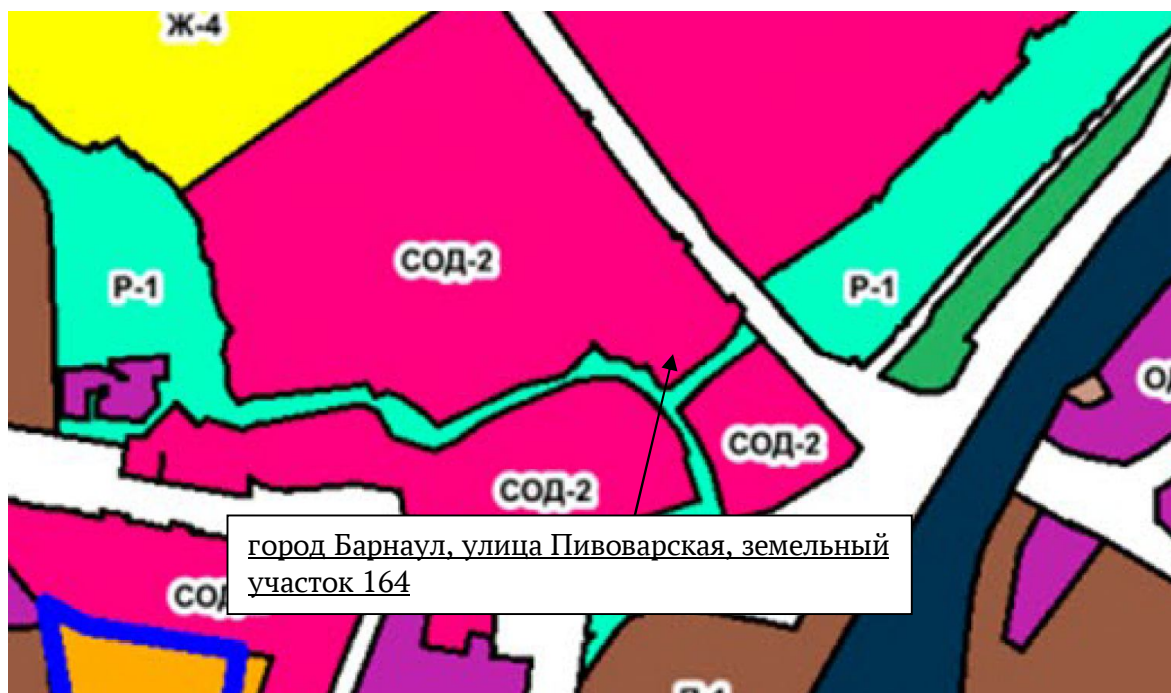 Ж-4
СОД-2
Р-1
Р-1
СОД-2
СОД-2
город Барнаул, улица Пивоварская, земельный
участок 164